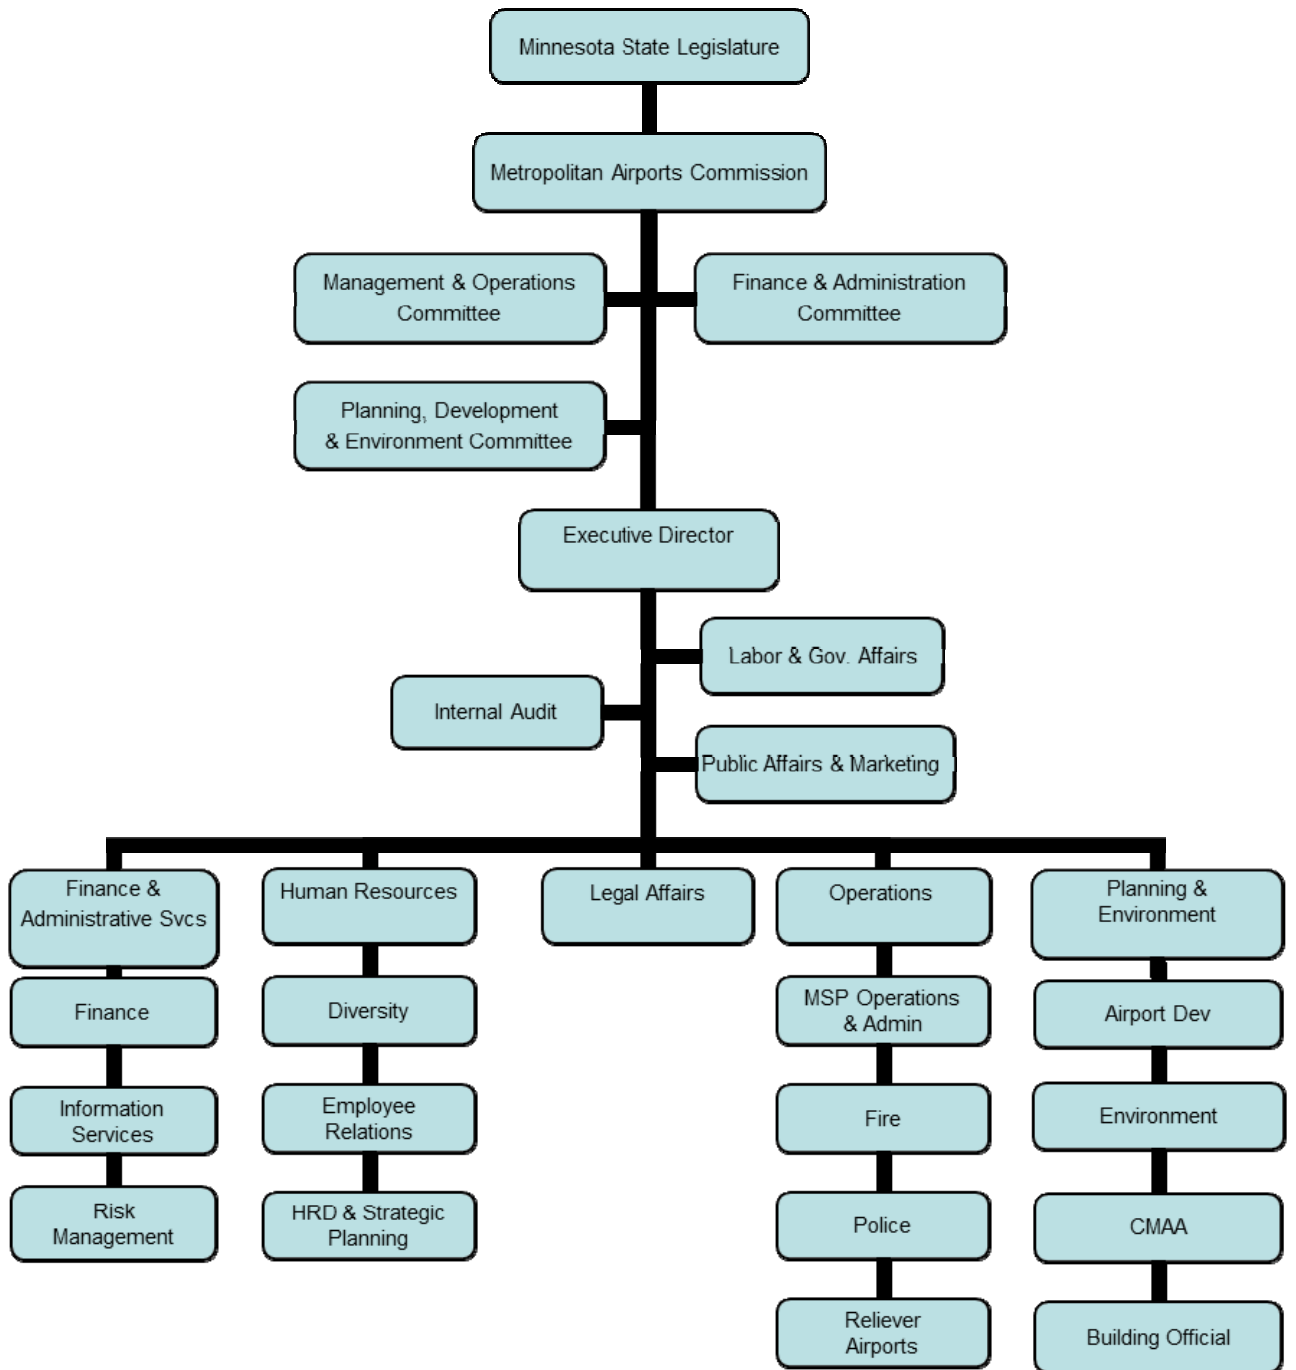 Minnesota State Legislature
Metropolitan Airports Commission
Management & Operations
Committee
Finance & Administration
Committee
Planning, Development
& Environment Committee
Executive Director
Labor & Gov. Affairs
Internal Audit
Public Affairs & Marketing
Finance &
Administrative Svcs
Human Resources
Legal Affairs
Operations
Planning &
Environment
Finance
Diversity
MSP Operations
& Admin
Airport Dev
Information
Services
Employee
Relations
Fire
Environment
Risk
Management
HRD & Strategic
Planning
Police
CMAA
Reliever
Airports
Building Official